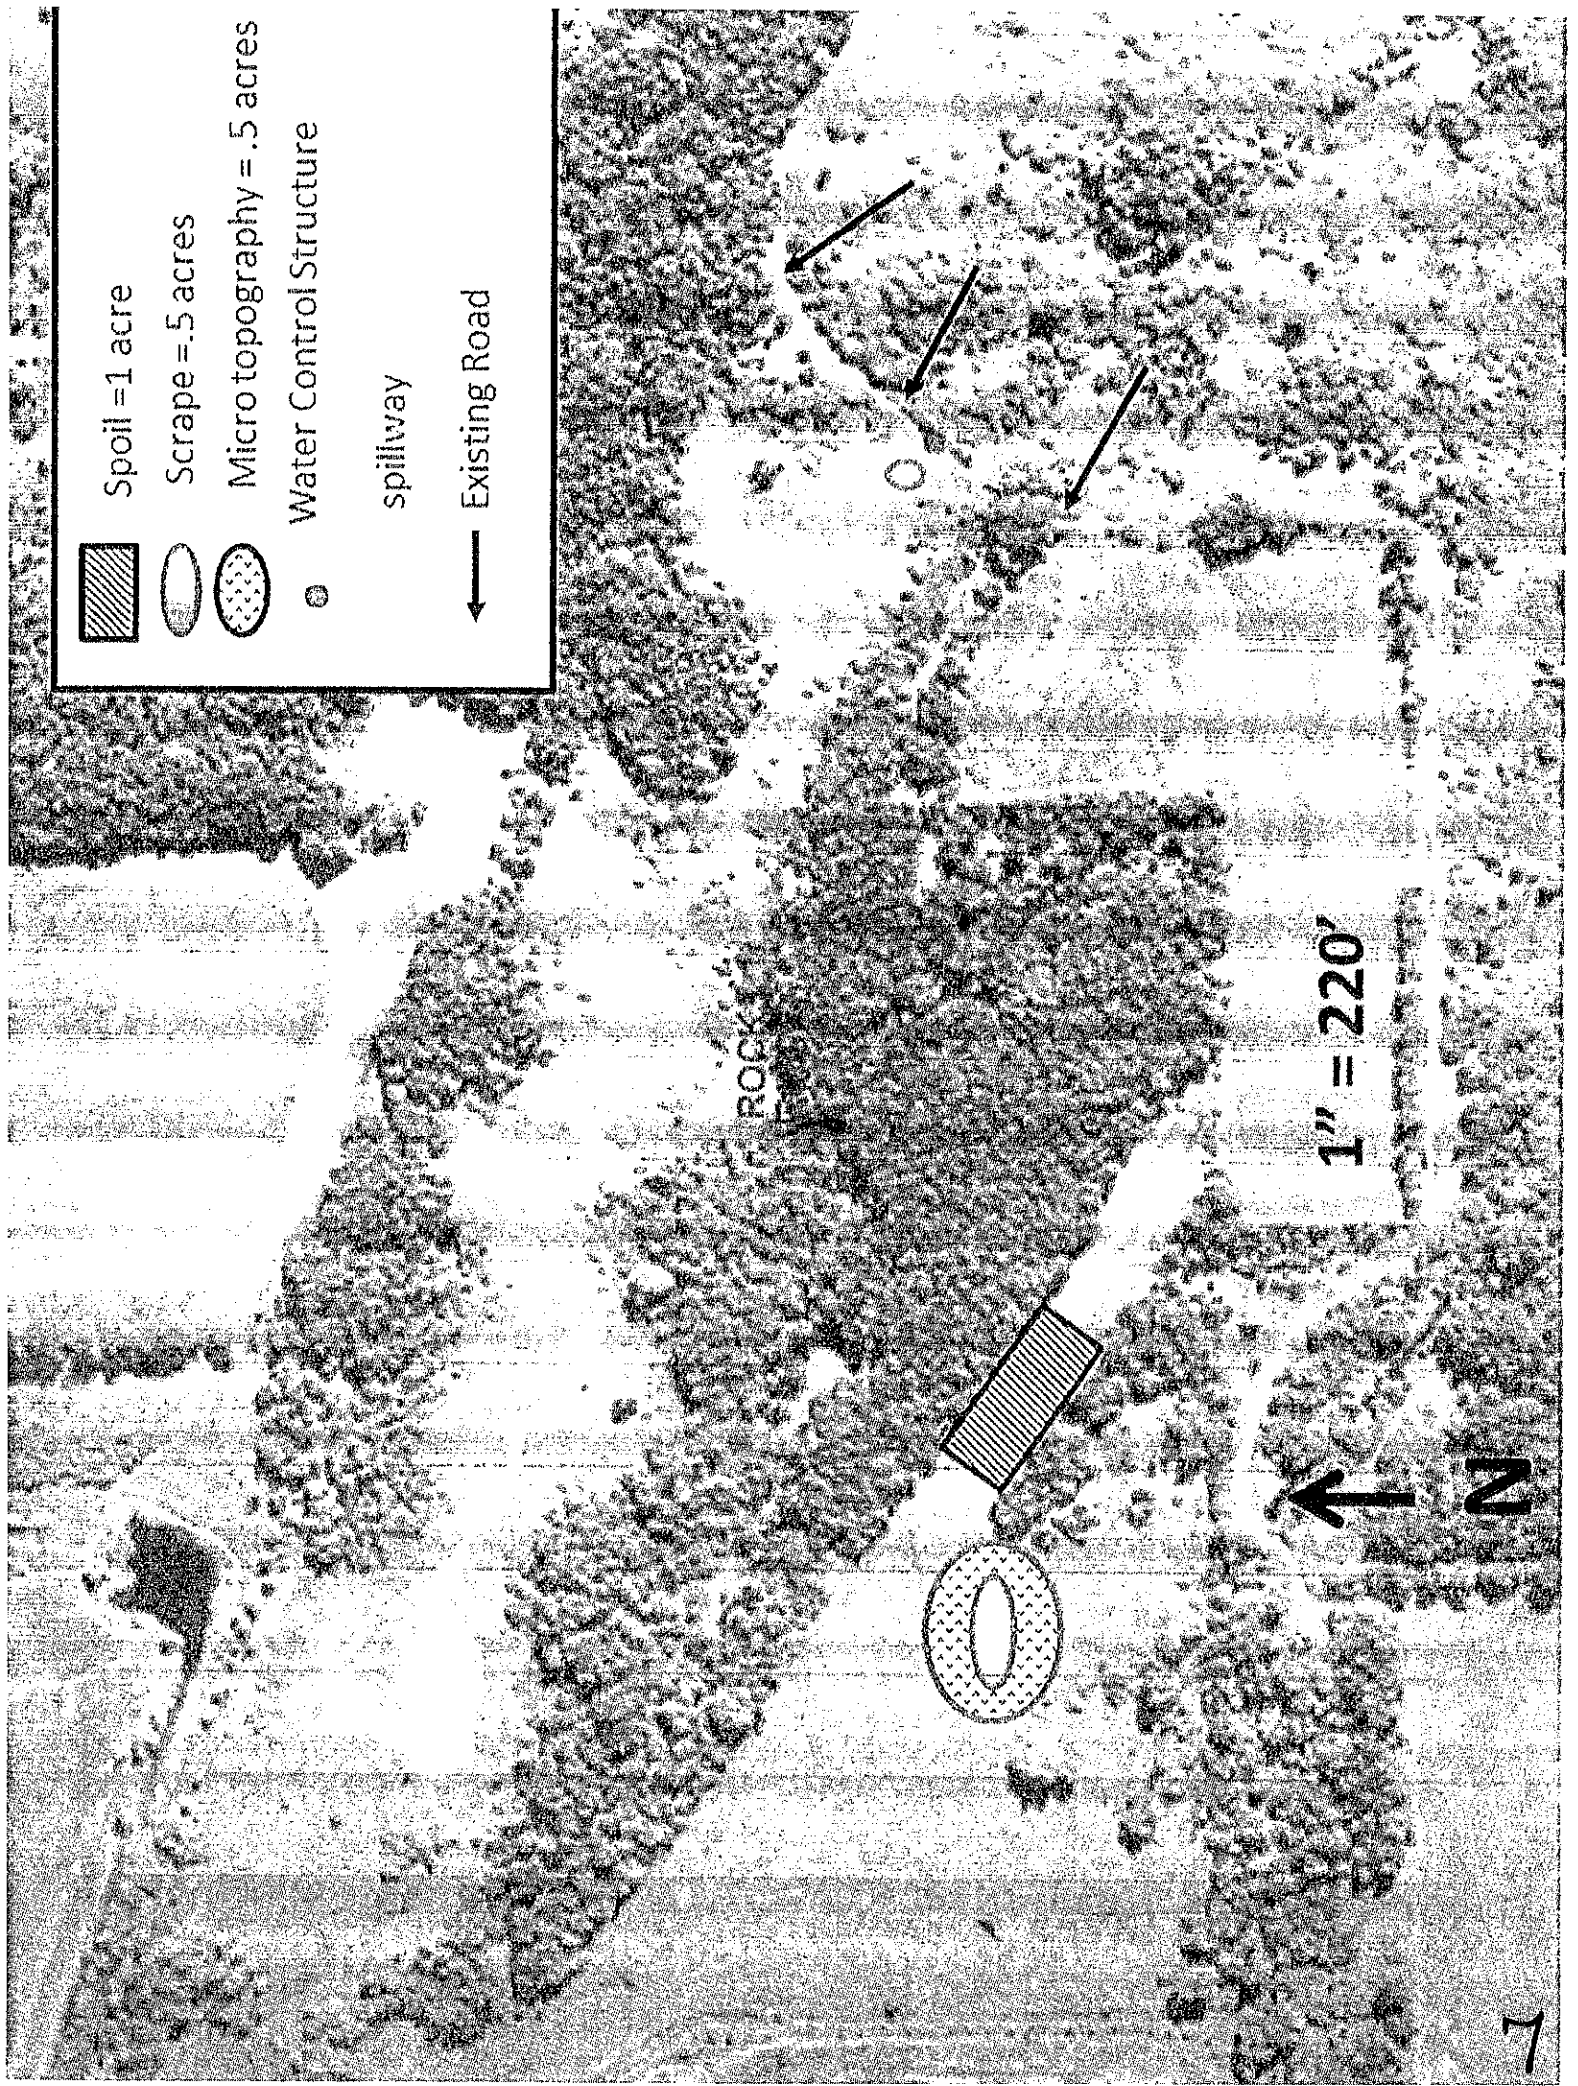 Spoil = 1 acre
Scrape = .5 acres
Micro topography = .5 acres
Water Control Structure
spillway
Existing Road
ROCK
1" = 220'
N
7